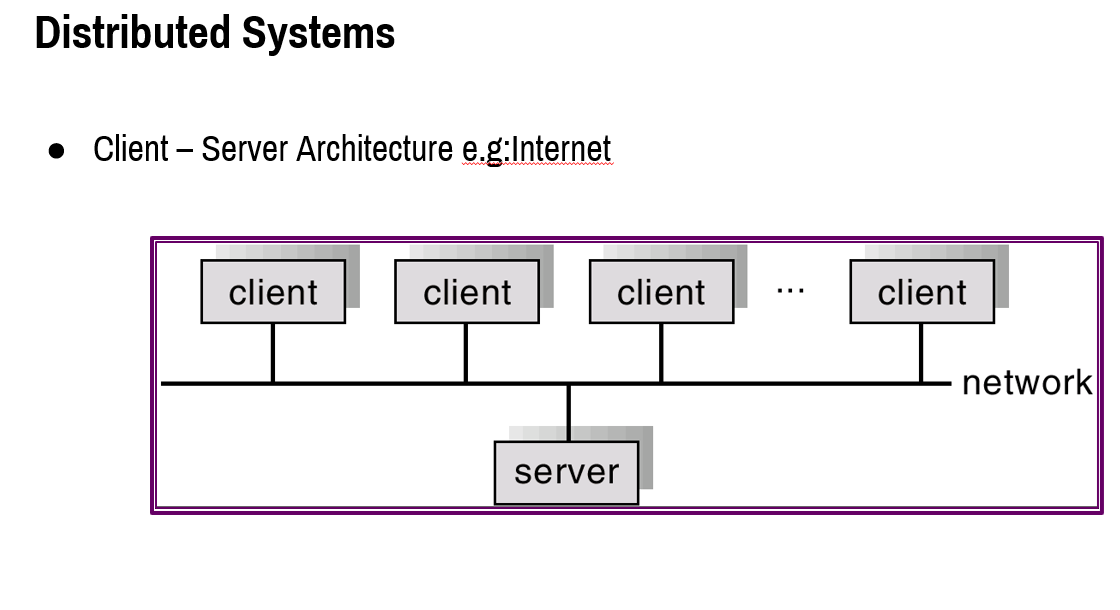 Distributed Systems
● Client – Server Architecture e.g:Internet
client client client ... client
network
server